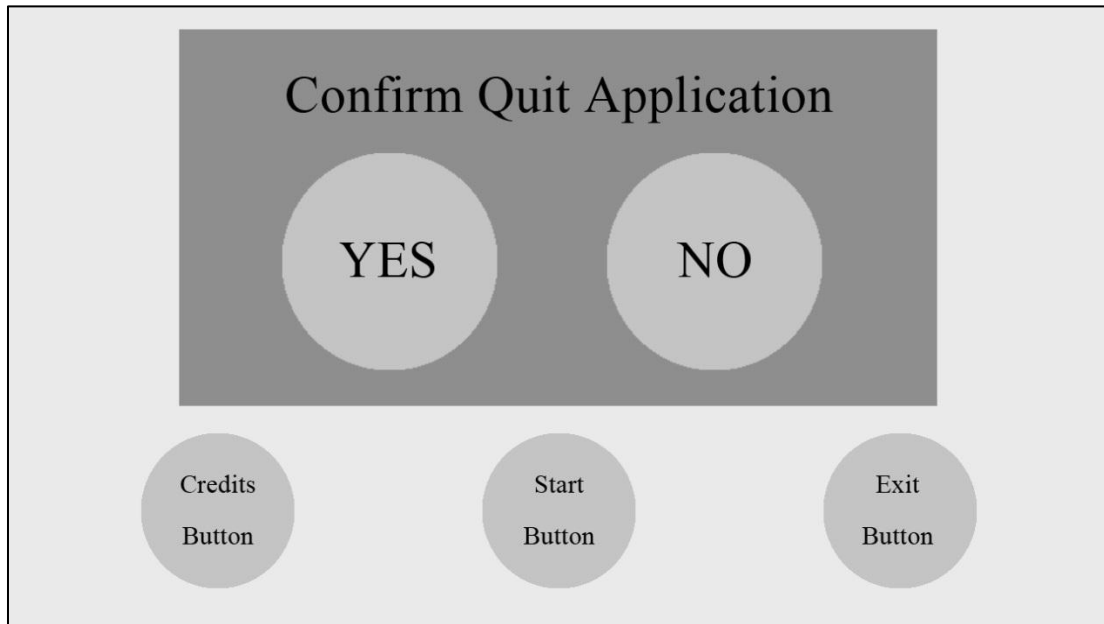 Confirm Quit Application
YES
NO
Credits
Button
Start
Button
Exit
Button